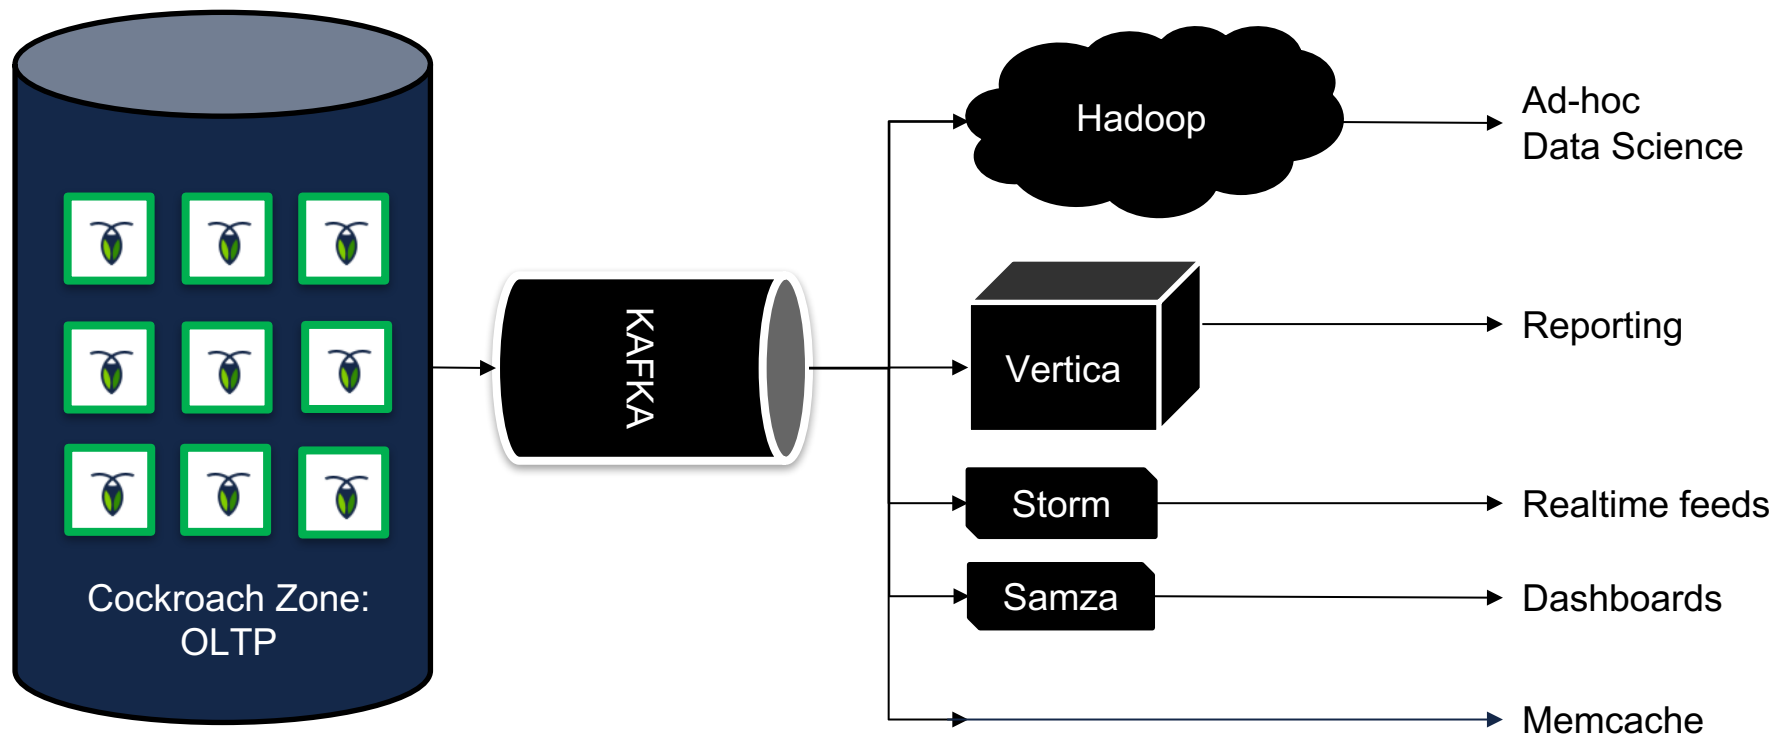 Cockroach Zone:
OLTP
KAFKA
Hadoop
Ad-hoc
Data Science
Vertica
Reporting
Storm
Realtime feeds
Samza
Dashboards
Memcache